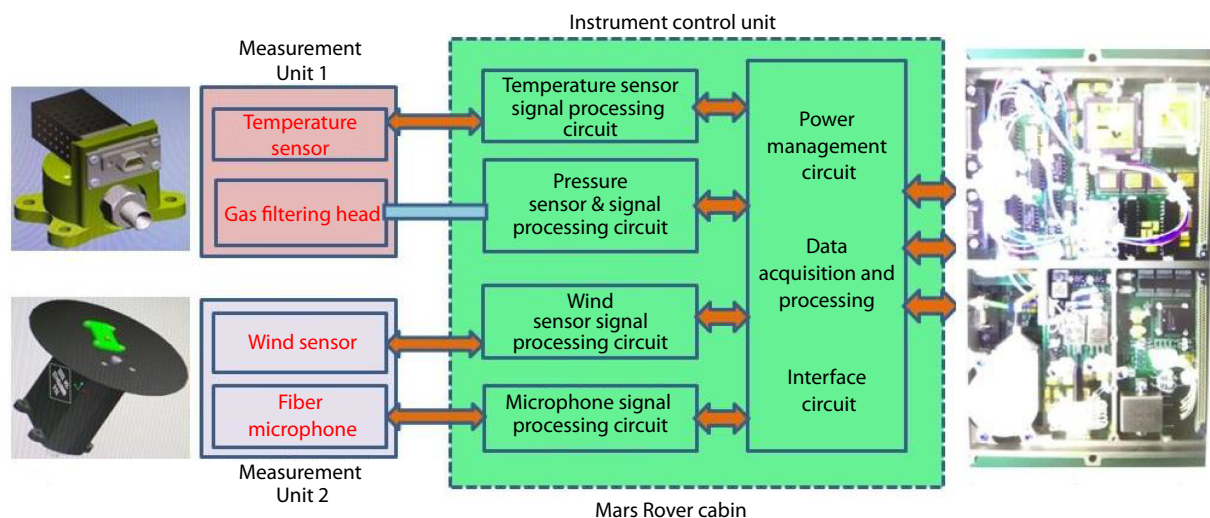 Instrument control unit
Measurement
Unit 1
Temperature
sensor
Gas filtering head
Temperature sensor
signal processing
circuit
Pressure
sensor & signal
processing circuit
Wind sensor
Fiber
microphone
Measurement
Unit 2
Wind
sensor signal
processing circuit
Microphone signal
processing circuit
Power
management
circuit
Data
acquisition and
processing
Interface
circuit
Mars Rover cabin